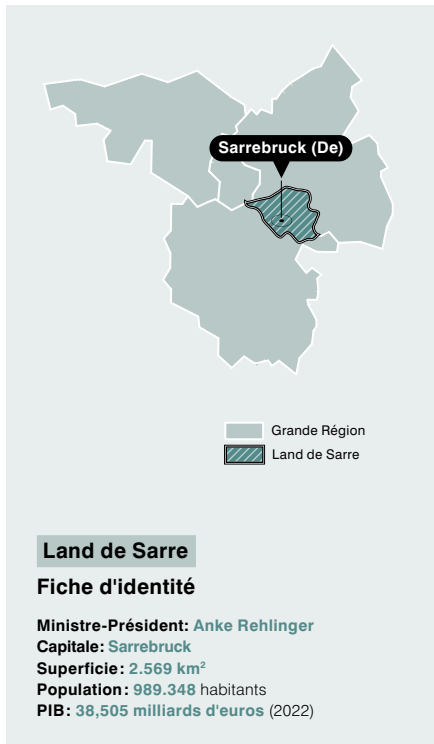 Sarrebruck (De)
Grande Région
Land de Sarre
Land de Sarre
Fiche d'identité
Ministre-Président: Anke Rehlinger
Capitale: Sarrebruck
Superficie: 2.569 km²
Population: 989.348 habitants
PIB: 38,505 milliards d'euros (2022)